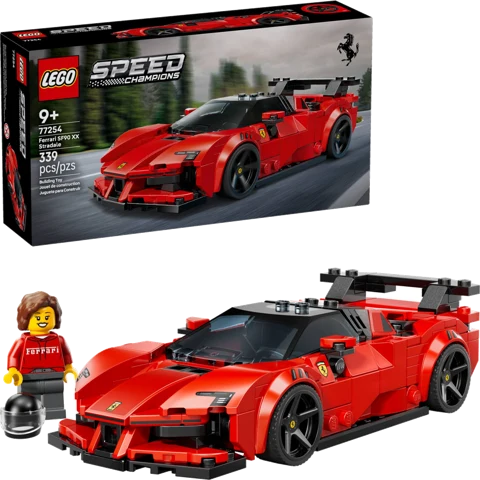 LEGO
SPEED
CHAMPIONS
9+
77254
Ferrari SF90 XX
Stradale
339
pcs/pzs
Building Toy
Jouet de construction
Juguete para Construir
Ferrari